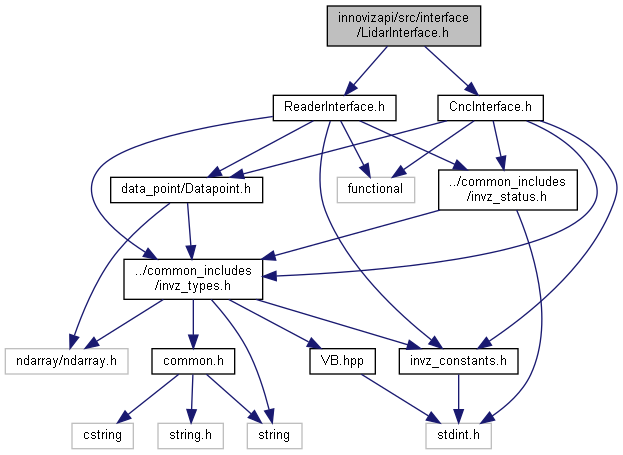 innovizapi/src/interface
/LidarInterface.h
ReaderInterface.h
CncInterface.h
data_point/Datapoint.h
functional
../common_includes
/invz_status.h
../common_includes
/invz_types.h
ndarray/ndarray.h
common.h
VB.hpp
invz_constants.h
cstring
string.h
string
stdint.h